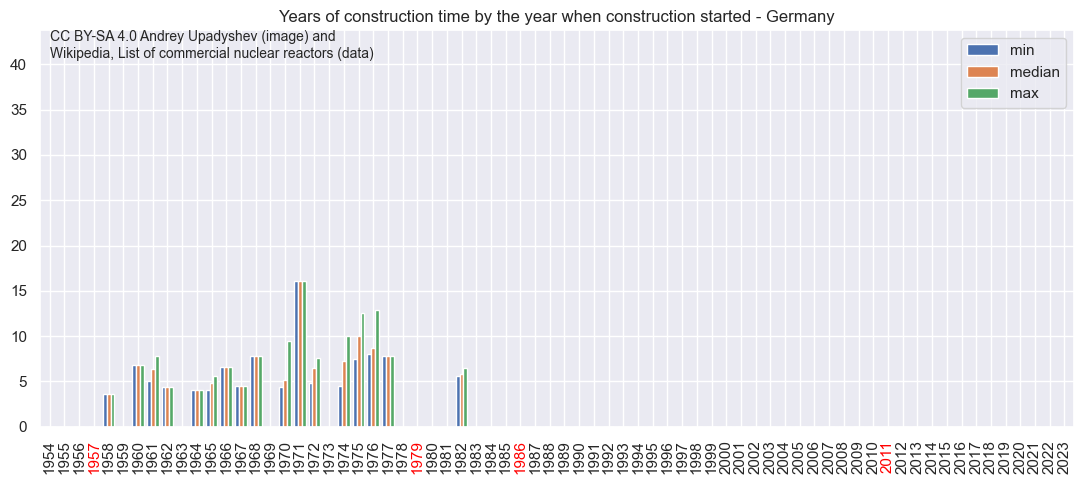 Years of construction time by the year when construction started - Germany
CC BY-SA 4.0 Andrey Upadyshev (image) and
Wikipedia, List of commercial nuclear reactors (data)
min
median
max
40
35
30
25
20
15
10
5
0
1954 1955 1956 1957 1958 1959 1960 1961 1962 1963 1964 1965 1966 1967 1968 1969 1970 1971 1972 1973 1974 1975 1976 1977 1978 1979 1980 1981 1982 1983 1984 1985 1986 1987 1988 1989 1990 1991 1992 1993 1994 1995 1996 1997 1998 1999 2000 2001 2002 2003 2004 2005 2006 2007 2008 2009 2010 2011 2012 2013 2014 2015 2016 2017 2018 2019 2020 2021 2022 2023